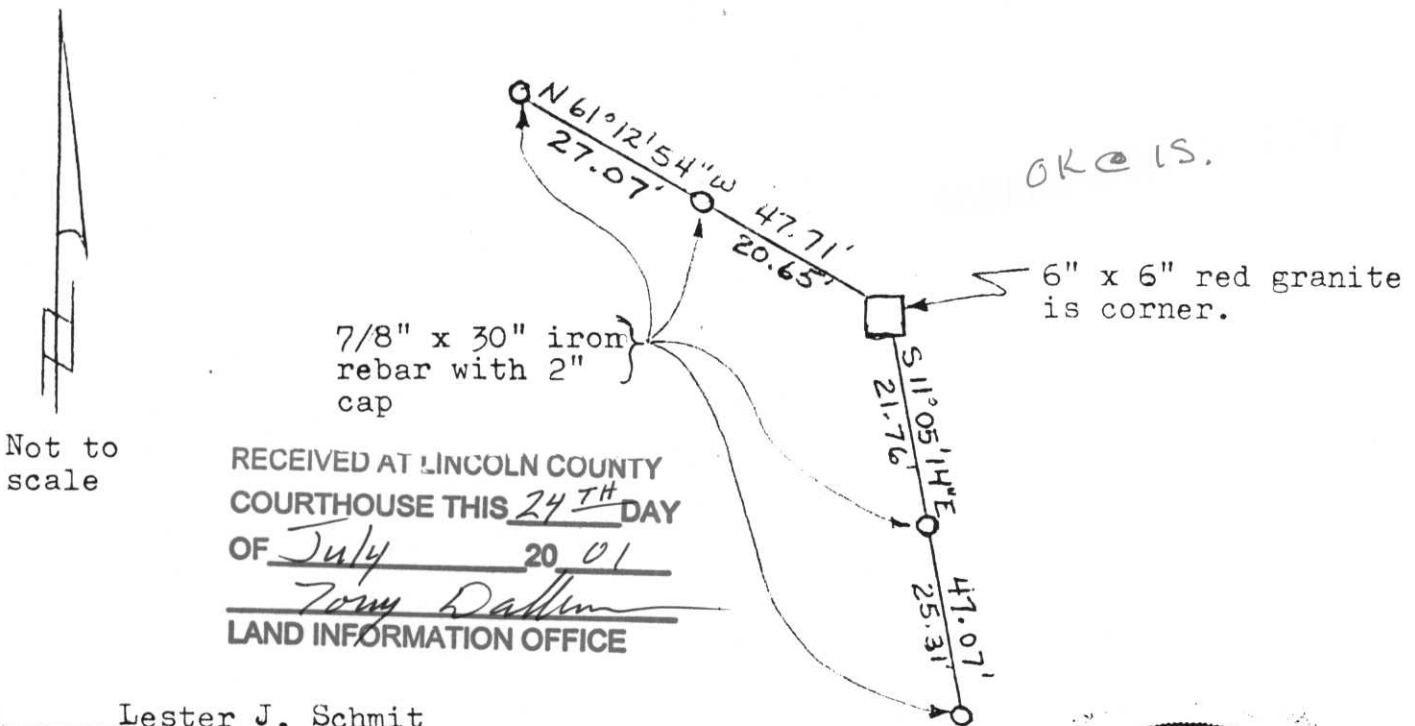 N 61°12'54" W
27.07'
47.71'
20.65'
OK @ IS.
6" x 6" red granite
is corner.
7/8" x 30" iron
rebar with 2"
cap
S 11°05'14" E
21.76'
Not to
scale
RECEIVED AT LINCOLN COUNTY
COURTHOUSE THIS 24TH DAY
OF July 20 01
Tony
LAND INFORMATION OFFICE
47.07'
25.31'
Lester J. Schmit